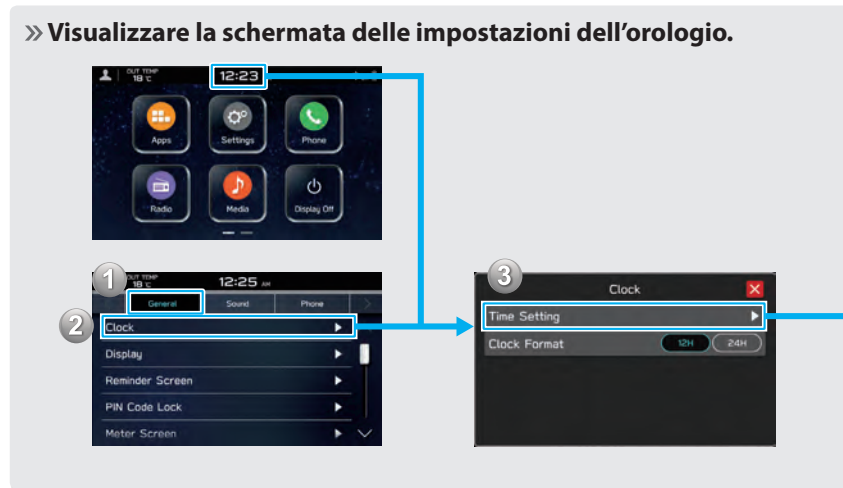 » Visualizzare la schermata delle impostazioni dell'orologio.
OUT TEMP
18 °C
12:23
Apps
Settings
Phone
Radio
Media
Display Off
1
OUT TEMP
18 °C
12:25 AM
General
Sound
Phone
2
Clock
Display
Reminder Screen
PIN Code Lock
Meter Screen
3
Clock
Time Setting
Clock Format
12H
24H